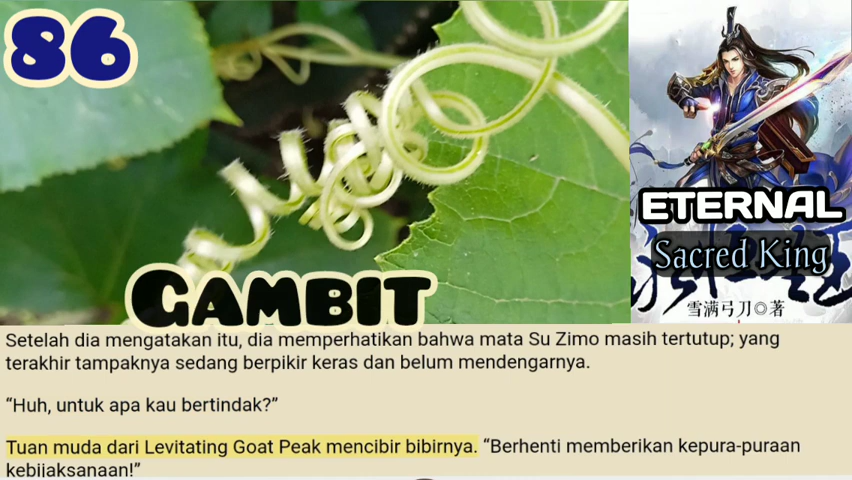 86
GAMBIT
ETERNAL
Sacred King
雪满弓刀◎著
Setelah dia mengatakan itu, dia memperhatikan bahwa mata Su Zimo masih tertutup; yang
terakhir tampaknya sedang berpikir keras dan belum mendengarnya.
“Huh, untuk apa kau bertindak?”
Tuan muda dari Levitating Goat Peak mencibir bibirnya. “Berhenti memberikan kepura-puraan
kebijaksanaan!”